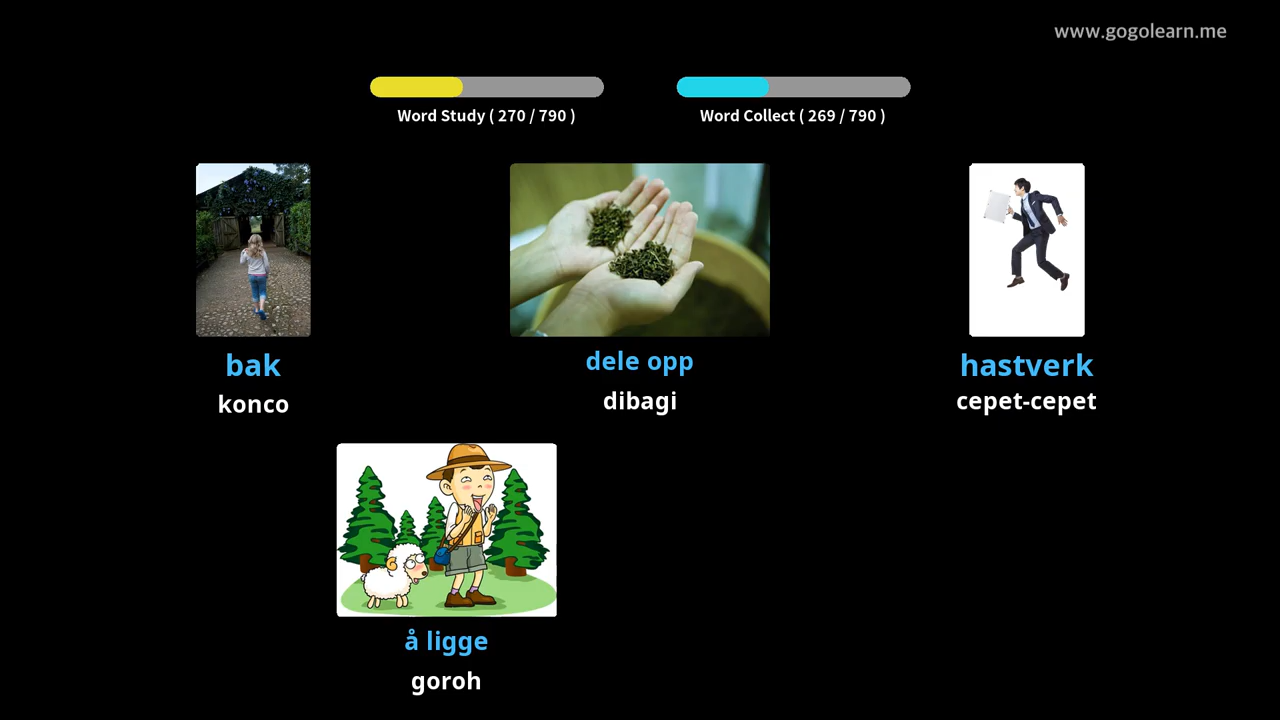 www.gogolearn.me
Word Study ( 270 / 790 )
Word Collect ( 269 / 790 )
bak
konco
dele opp
dibagi
hastverk
cepet-cepet
å ligge
goroh